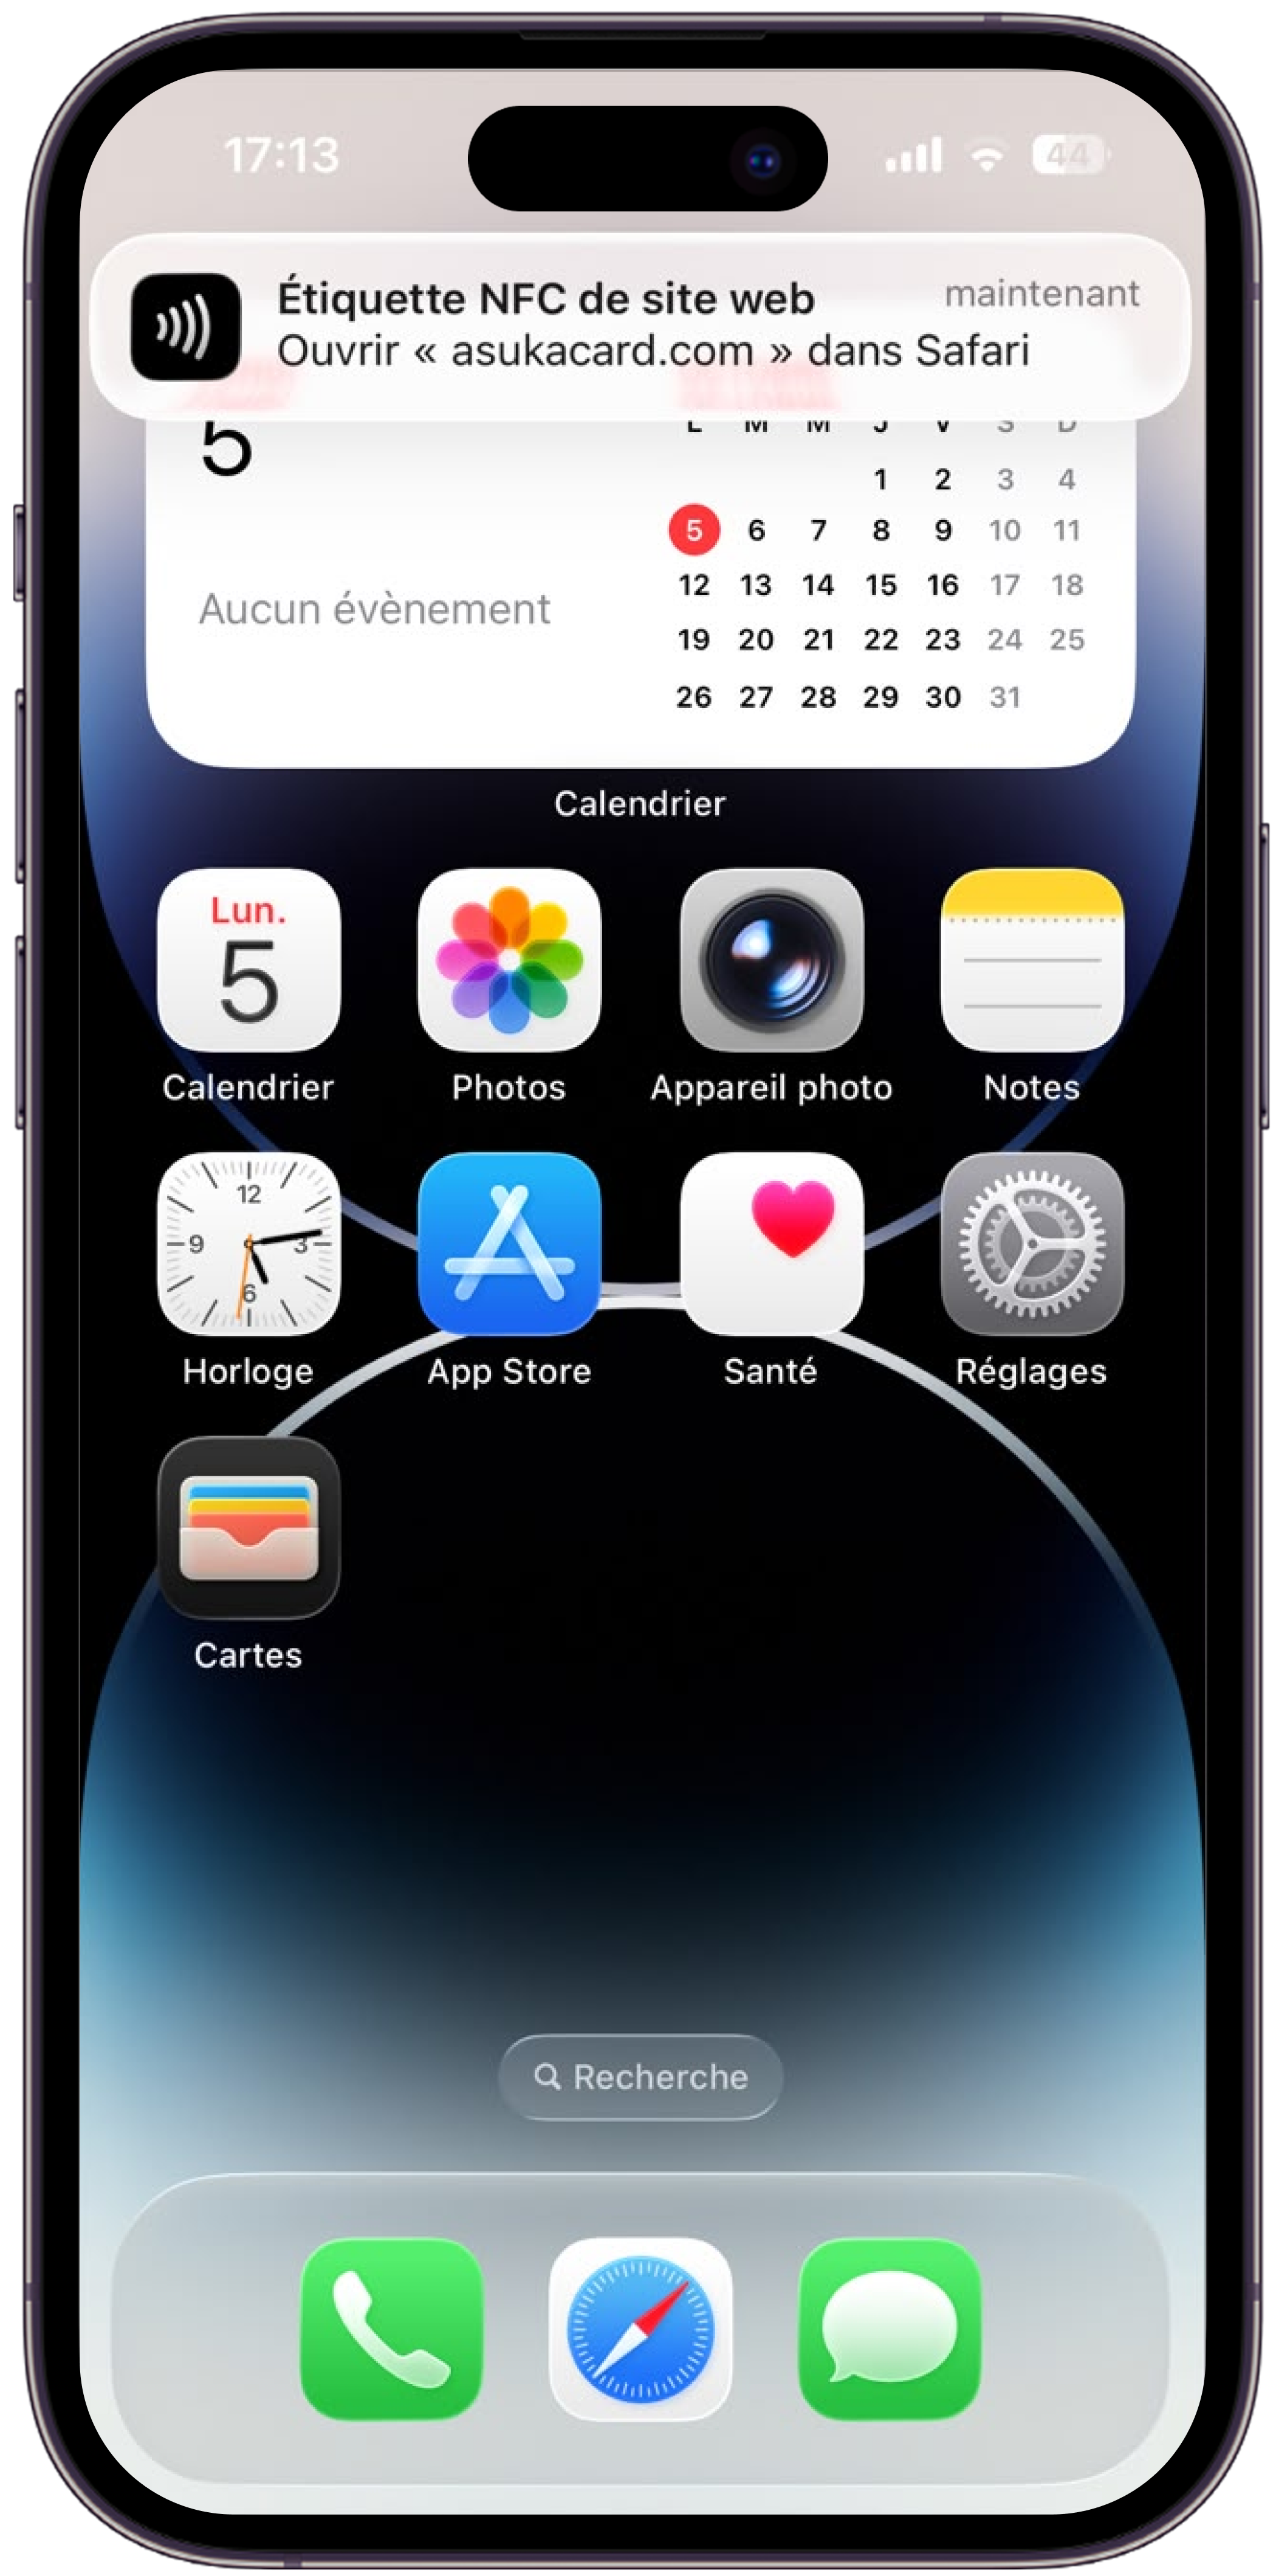 17:13
44
Étiquette NFC de site web
maintenant
Ouvrir « asukacard.com » dans Safari
5
L M M J V S D
1 2 3 4
5 6 7 8 9 10 11
12 13 14 15 16 17 18
19 20 21 22 23 24 25
26 27 28 29 30 31
Aucun évènement
Calendrier
Lun.
5
Calendrier
Photos
Appareil photo
Notes
12
9
3
6
Horloge
App Store
Santé
Réglages
Cartes
Recherche